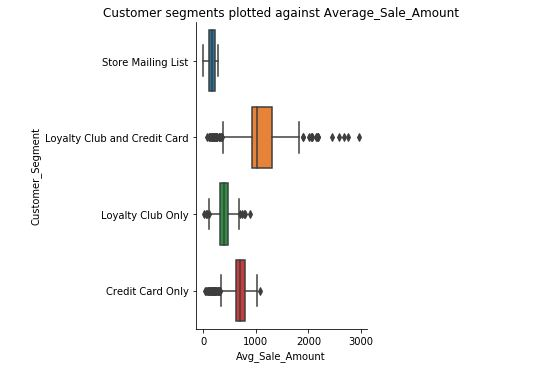 Customer segments plotted against Average_Sale_Amount
Store Mailing List
Loyalty Club and Credit Card
Customer_Segment
Loyalty Club Only
Credit Card Only
0 1000 2000 3000
Avg_Sale_Amount